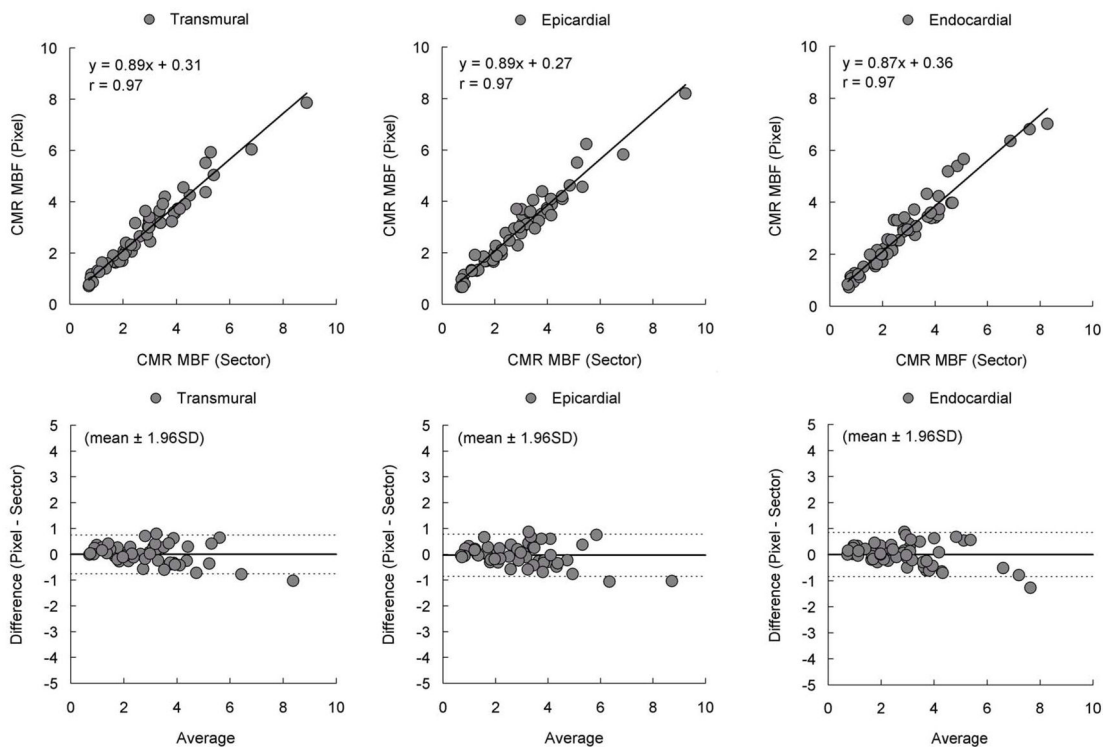 Transmural
y = 0.89x + 0.31
r = 0.97
CMR MBF (Pixel)
10
8
6
4
2
0
0 2 4 6 8 10
CMR MBF (Sector)
Epicardial
y = 0.89x + 0.27
r = 0.97
CMR MBF (Pixel)
10
8
6
4
2
0
0 2 4 6 8 10
CMR MBF (Sector)
Endocardial
y = 0.87x + 0.36
r = 0.97
CMR MBF (Pixel)
10
8
6
4
2
0
0 2 4 6 8 10
CMR MBF (Sector)
Transmural
(mean ± 1.96SD)
Difference (Pixel - Sector)
5
4
3
2
1
0
-1
-2
-3
-4
-5
0 2 4 6 8 10
Average
Epicardial
(mean ± 1.96SD)
Difference (Pixel - Sector)
5
4
3
2
1
0
-1
-2
-3
-4
-5
0 2 4 6 8 10
Average
Endocardial
(mean ± 1.96SD)
Difference (Pixel - Sector)
5
4
3
2
1
0
-1
-2
-3
-4
-5
0 2 4 6 8 10
Average